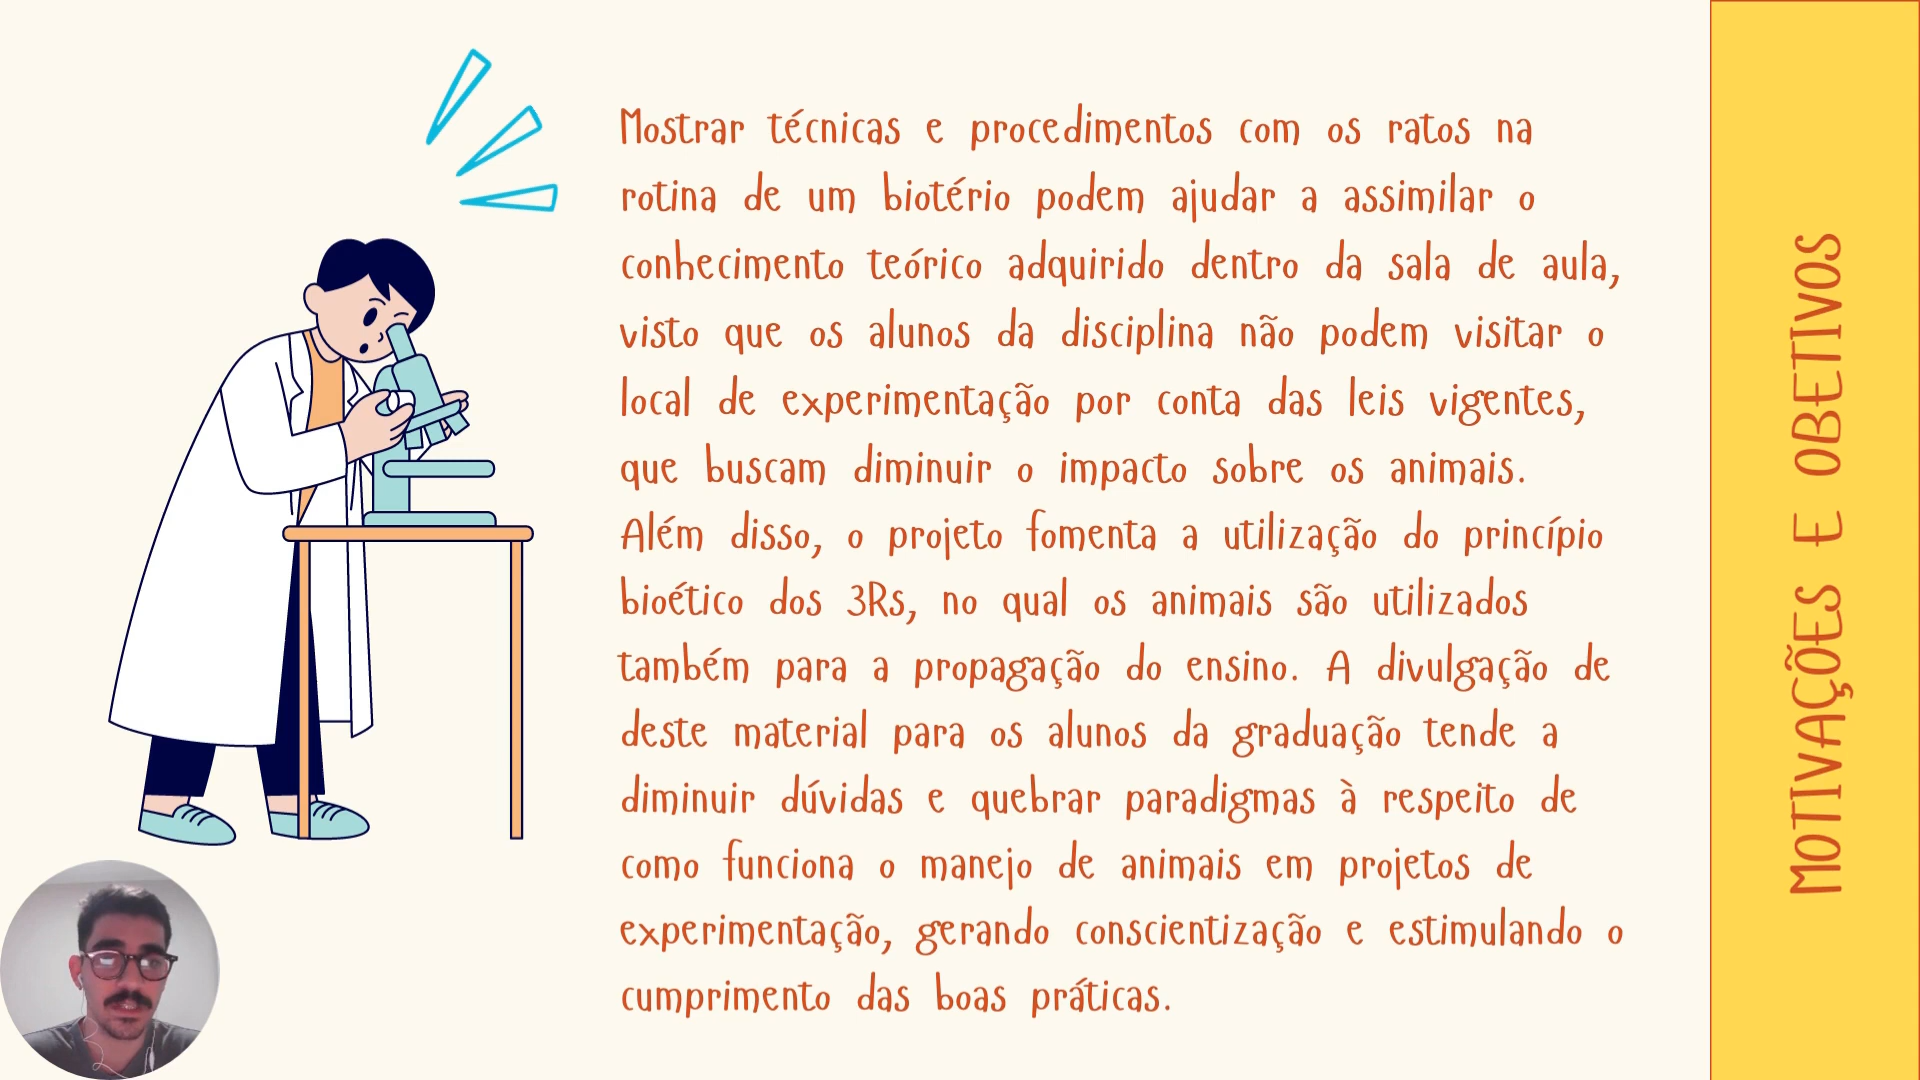 Mostrar técnicas e procedimentos com os ratos na
rotina de um biotério podem ajudar a assimilar o
conhecimento teórico adquirido dentro da sala de aula,
visto que os alunos da disciplina não podem visitar o
local de experimentação por conta das leis vigentes,
que buscam diminuir o impacto sobre os animais.
Além disso, o projeto fomenta a utilização do princípio
bioético dos 3Rs, no qual os animais são utilizados
também para a propagação do ensino. A divulgação de
deste material para os alunos da graduação tende a
diminuir dúvidas e quebrar paradigmas à respeito de
como funciona o manejo de animais em projetos de
experimentação, gerando conscientização e estimulando o
cumprimento das boas práticas.
MOTIVAÇÕES E OBETIVOS